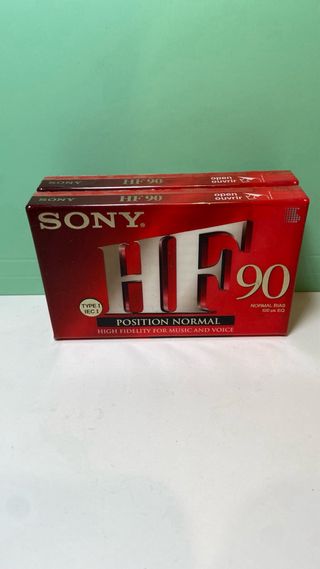 SONY HF 90 open
ouvrir
SONY HF 90 open
ouvrir
SONY®
HF 90
TYPE I
IEC I
NORMAL BIAS
120 µs EQ
POSITION NORMAL
HIGH FIDELITY FOR MUSIC AND VOICE